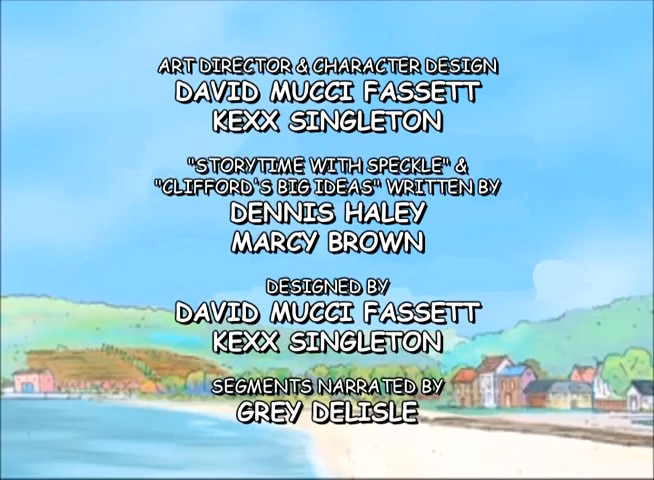 ART DIRECTOR & CHARACTER DESIGN
DAVID MUCCI FASSETT
KEXX SINGLETON
"STORYTIME WITH SPECKLE" &
"CLIFFORD'S BIG IDEAS" WRITTEN BY
DENNIS HALEY
MARCY BROWN
DESIGNED BY
DAVID MUCCI FASSETT
KEXX SINGLETON
SEGMENTS NARRATED BY
GREY DELISLE